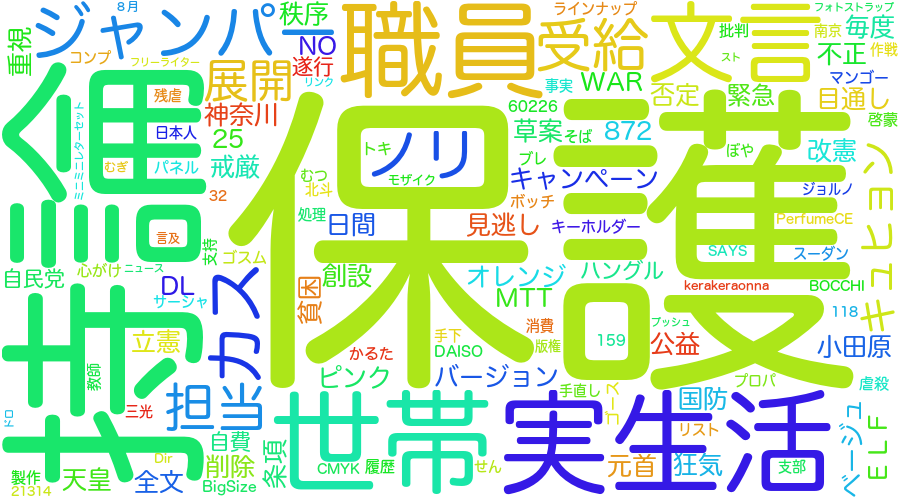 ８月
秩序
ラインナップ
フォトストラップ
重視
ジャンパー
職員
受給
文言
批判
南京
毎度
NO
コンプ
フリーライター
遂行
リンク
展開
WAR
事実
スト
不正
作戦
論
残虐
神奈川
60226
否定
緊急
マンゴー
目通し
ミニミニレターセット
日本人
25
保護
ノリ
草案
そば
872
啓蒙
むぎ
パネル
戒厳
トキ
プレ
ぼや
改憲
モザイク
キャンペーン
32
むつ
北斗
ボッチ
ジョルノ
処理
日間
見逃し
キーホルダー
PerfumeCE
キュヒョン
言及
支持
ゴスム
SAYS
スーダン
自民党
心がけ
ニュース
創設
オレンジ
ハングル
BOCCHI
DL
サーシャ
カス
貧困
MTT
kerakeraonna
持
立憲
消費
プッシュ
118
手下
版権
159
公益
小田原
かるた
DAISO
教師
ピンク
バージョン
手直し
プロパ
虐殺
三光
担当
世帯
実生活
コース
国防
ベージュ
ドロ
自費
条項
リスト
ＥＬＦ
製作
天皇
Dir
全文
削除
CMYK
履歴
せん
元首
狂気
支部
21314
BigSize